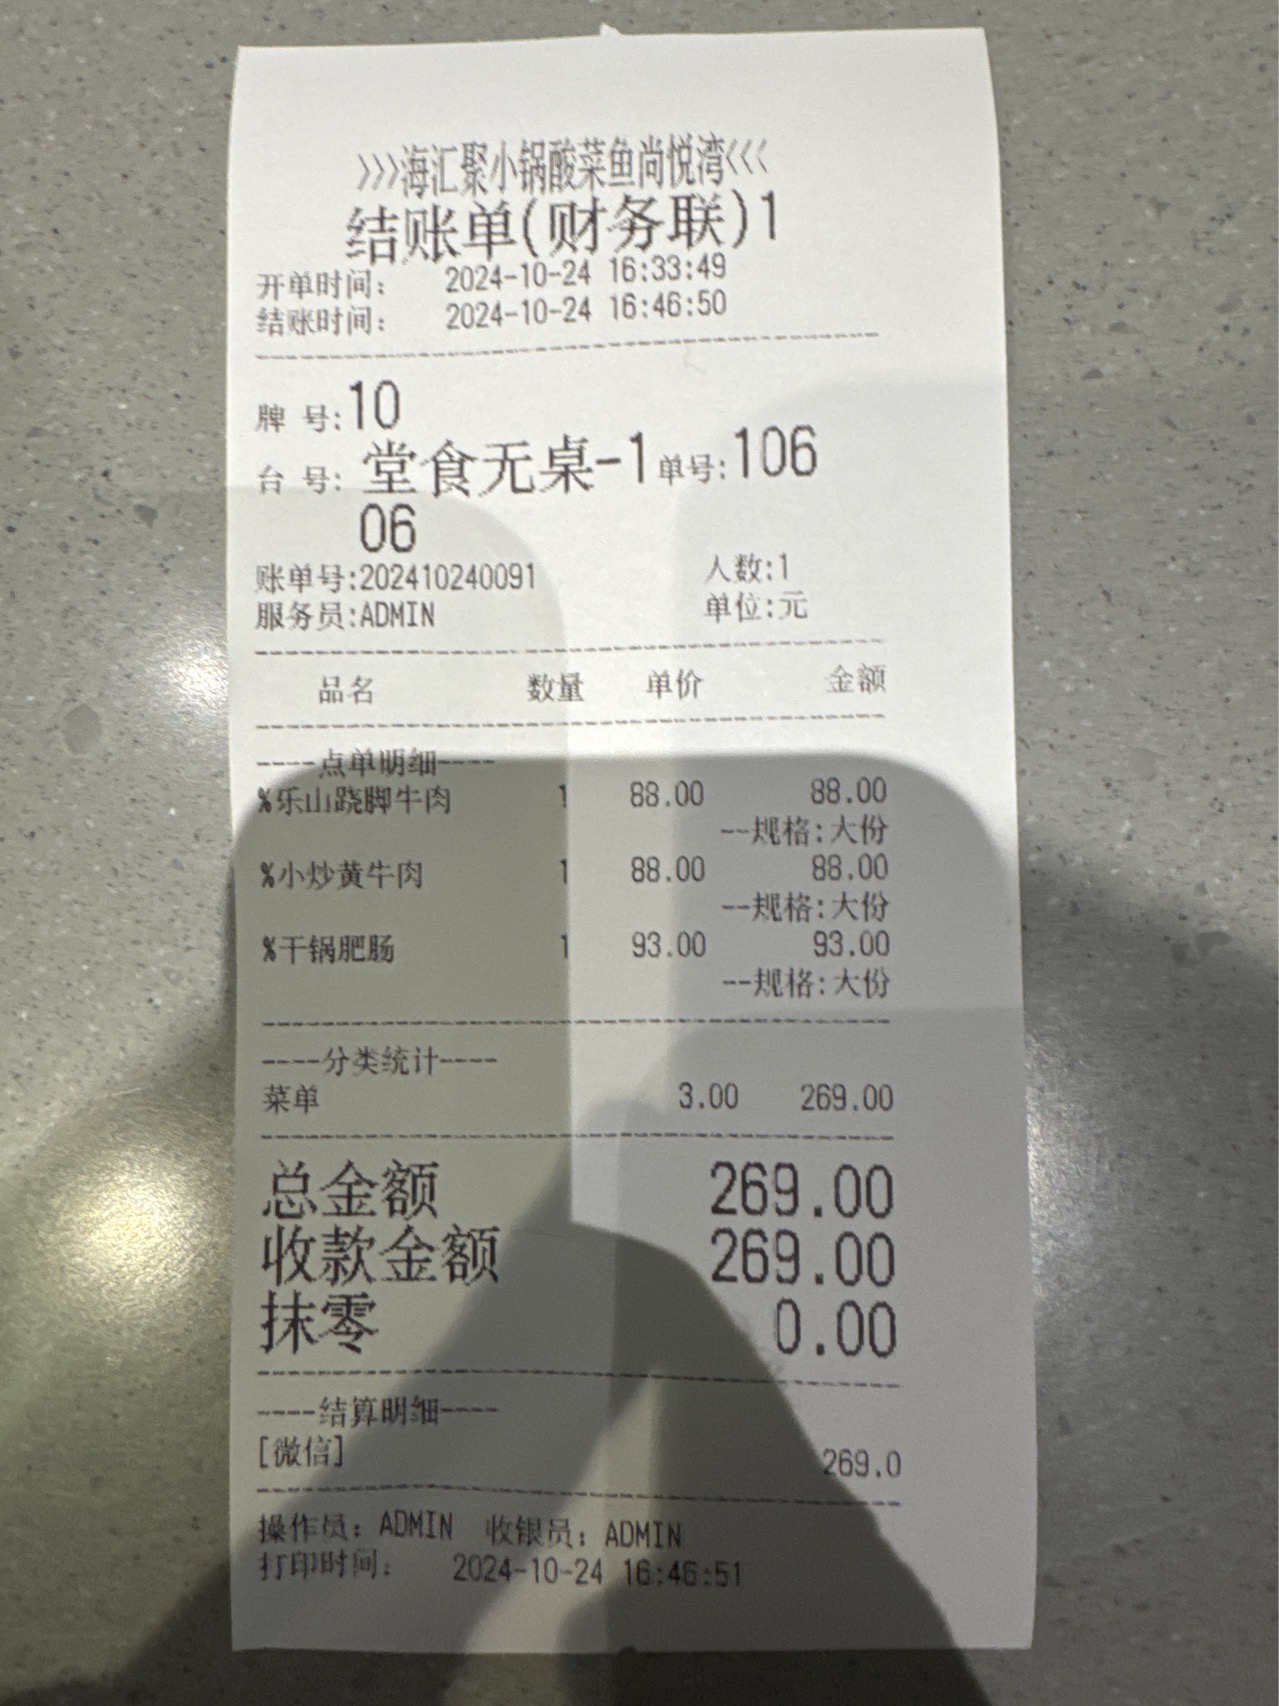 >>>海汇聚小锅酸菜鱼尚悦湾<<<
结账单(财务联)1
开单时间: 2024-10-24 16:33:49
结账时间: 2024-10-24 16:46:50
牌 号:10
台 号: 堂食无桌-1 单号:106
06
账单号:202410240091 人数:1
服务员:ADMIN 单位:元
品名 数量 单价 金额
----点单明细----
%乐山跷脚牛肉 1 88.00 88.00
--规格:大份
%小炒黄牛肉 1 88.00 88.00
--规格:大份
%干锅肥肠 1 93.00 93.00
--规格:大份
----分类统计----
菜单 3.00 269.00
总金额 269.00
收款金额 269.00
抹零 0.00
----结算明细----
[微信] 269.0
操作员: ADMIN 收银员: ADMIN
打印时间: 2024-10-24 16:46:51